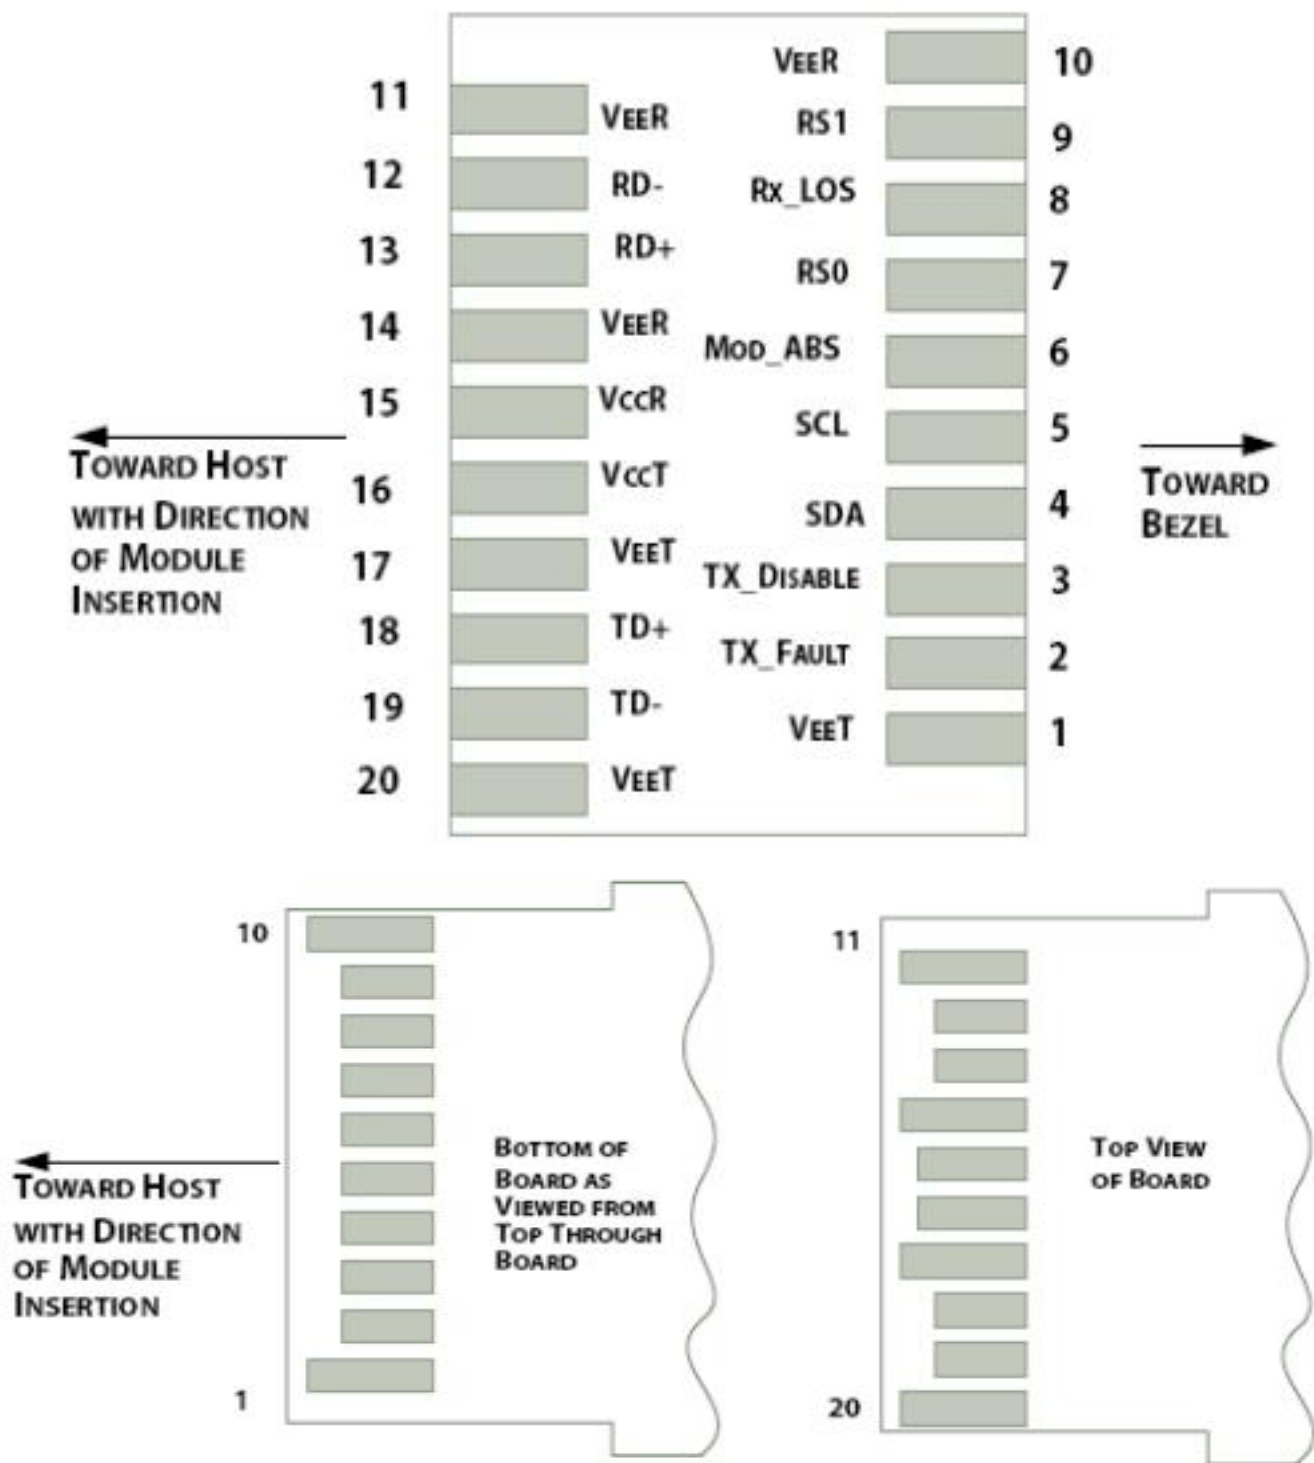 VEER 10
11 VEER RS1 9
12 RD- RX_LOS 8
13 RD+ RS0 7
14 VEER MOD_ABS 6
15 VCCR SCL 5
16 VCCT SDA 4
17 VEET TX_DISABLE 3
18 TD+ TX_FAULT 2
19 TD- VEET 1
20 VEET
TOWARD HOST
WITH DIRECTION
OF MODULE
INSERTION
TOWARD
BEZEL
10
1
BOTTOM OF
BOARD AS
VIEWED FROM
TOP THROUGH
BOARD
TOWARD HOST
WITH DIRECTION
OF MODULE
INSERTION
11
20
TOP VIEW
OF BOARD